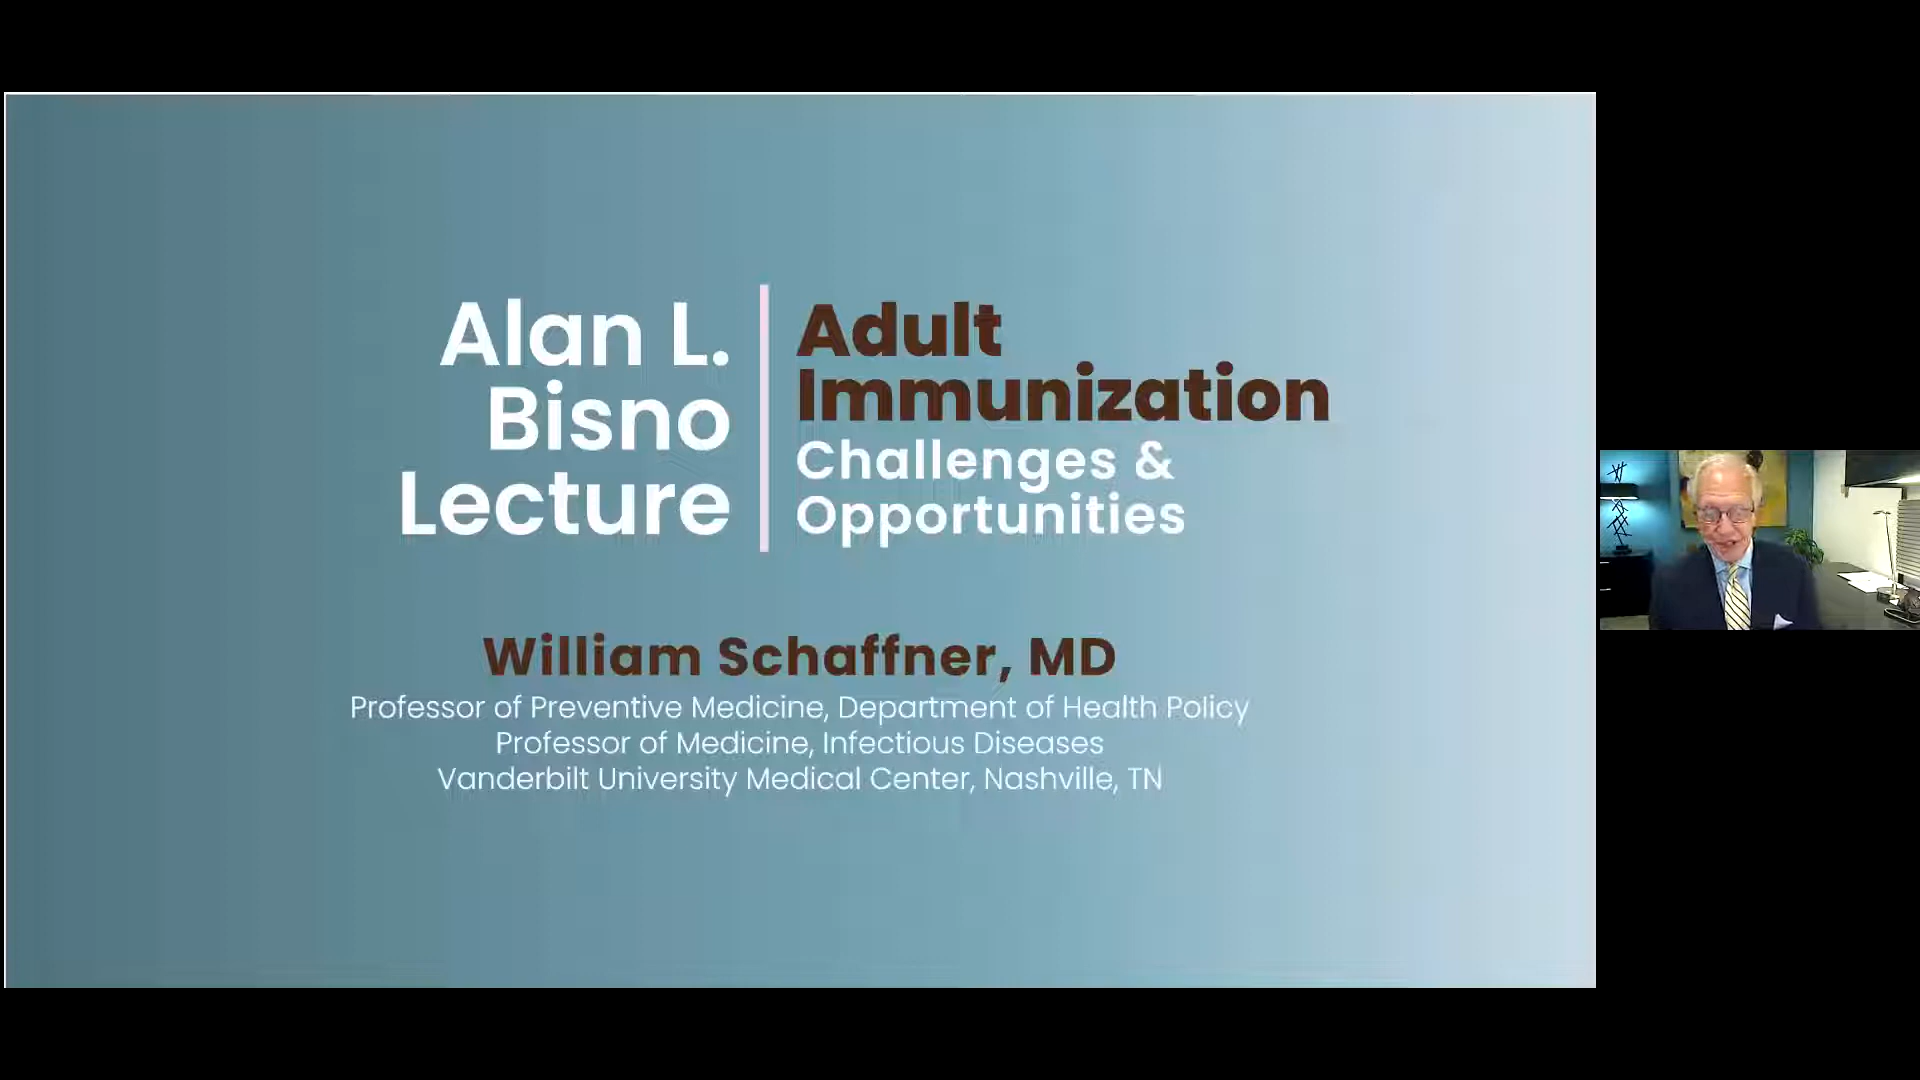 Alan L.
Bisno
Lecture
Adult
Immunization
Challenges &
Opportunities
William Schaffner, MD
Professor of Preventive Medicine, Department of Health Policy
Professor of Medicine, Infectious Diseases
Vanderbilt University Medical Center, Nashville, TN